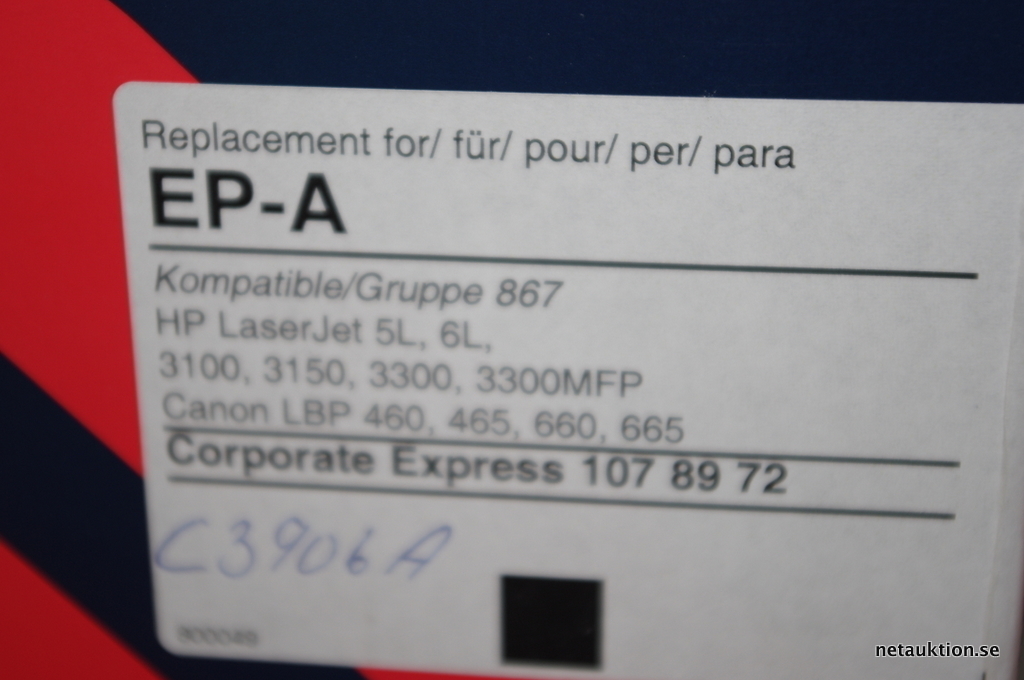 Replacement for/ für/ pour/ per/ para
EP-A
Kompatible/Gruppe 867
HP LaserJet 5L, 6L,
3100, 3150, 3300, 3300MFP
Canon LBP 460, 465, 660, 665
Corporate Express 107 89 72
C3906A
netauktion.se